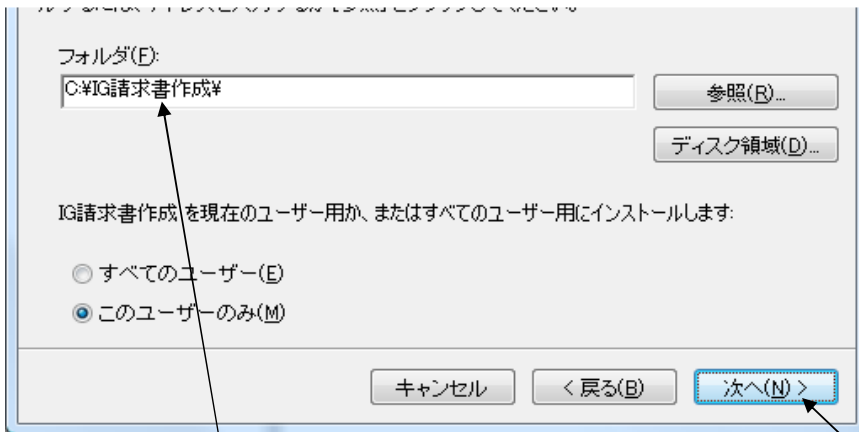 フォルダ(F):
C:¥IG請求書作成¥
参照(R)...
ディスク領域(D)...
IG請求書作成 を現在のユーザー用か、またはすべてのユーザー用にインストールします:
すべてのユーザー(E)
このユーザーのみ(M)
キャンセル
< 戻る(B)
次へ(N) >